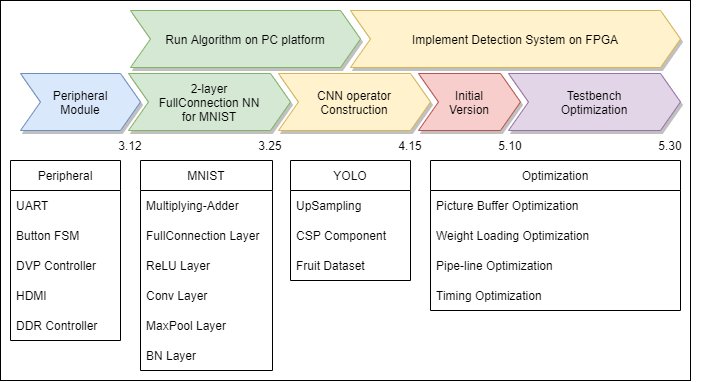 Run Algorithm on PC platform
Implement Detection System on FPGA
Peripheral
Module
2-layer
FullConnection NN
for MNIST
CNN operator
Construction
Initial
Version
Testbench
Optimization
3.12
3.25
4.15
5.10
5.30
Peripheral
UART
Button FSM
DVP Controller
HDMI
DDR Controller
MNIST
Multiplying-Adder
FullConnection Layer
ReLU Layer
Conv Layer
MaxPool Layer
BN Layer
YOLO
UpSampling
CSP Component
Fruit Dataset
Optimization
Picture Buffer Optimization
Weight Loading Optimization
Pipe-line Optimization
Timing Optimization